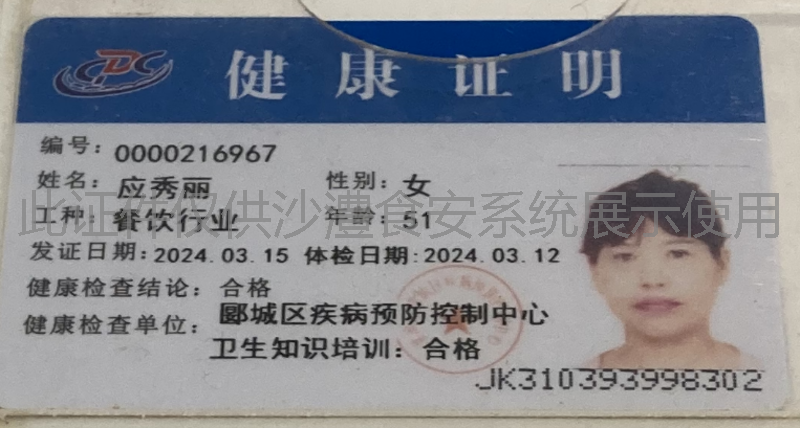 CDC
健康证明
编号：0000216967
姓名：应秀丽 性别：女
此证件仅供沙澧食安系统展示使用
工种：餐饮行业 年龄：51
发证日期：2024.03.15 体检日期：2024.03.12
健康检查结论：合格
健康检查单位：郾城区疾病预防控制中心
卫生知识培训：合格
JK310393998302